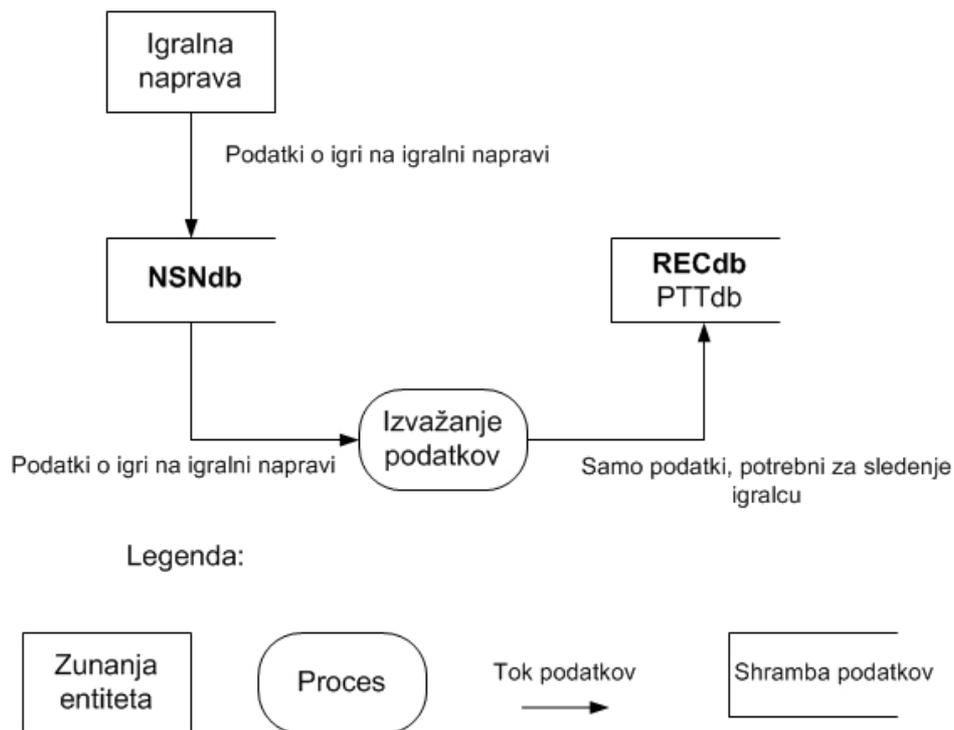 Igralna
naprava
Podatki o igri na igralni napravi
NSNdb
RECdb
PTTdb
Izvažanje
podatkov
Podatki o igri na igralni napravi
Samo podatki, potrebni za sledenje
igralcu
Legenda:
Zunanja
entiteta
Proces
Tok podatkov
Shramba podatkov